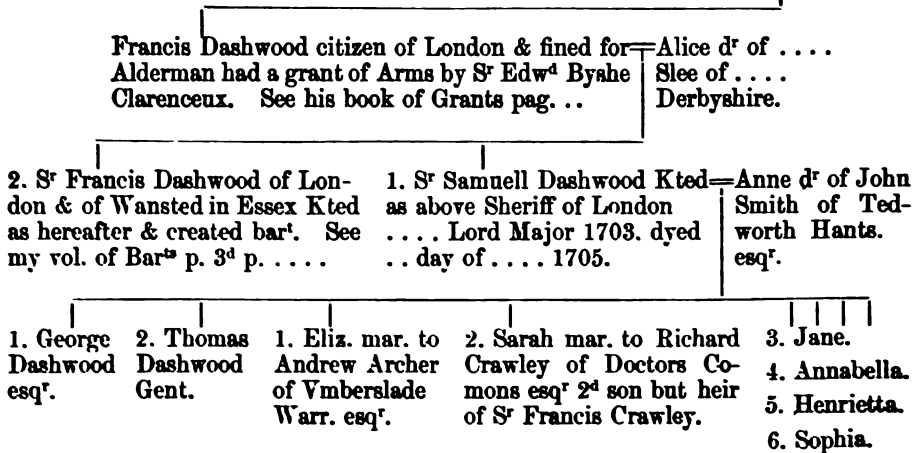 Francis Dashwood citizen of London & fined for=Alice dʳ of . . . .
Alderman had a grant of Arms by Sʳ Edwᵈ Byshe Slee of . . . .
Clarenceux. See his book of Grants pag. . . Derbyshire.
2. Sʳ Francis Dashwood of Lon-
don & of Wansted in Essex Kted
as hereafter & created barᵗ. See
my vol. of Barᵗˢ p. 3ᵈ p. . . . . .
1. Sʳ Samuell Dashwood Kted=
as above Sheriff of London
. . . . Lord Major 1703. dyed
. . day of . . . . 1705.
Anne dʳ of John
Smith of Ted-
worth Hants.
esqʳ.
1. George
Dashwood
esqʳ.
2. Thomas
Dashwood
Gent.
1. Eliz. mar. to
Andrew Archer
of Vmberslade
Warr. esqʳ.
2. Sarah mar. to Richard
Crawley of Doctors Co-
mons esqʳ 2ᵈ son but heir
of Sʳ Francis Crawley.
3. Jane.
4. Annabella.
5. Henrietta.
6. Sophia.